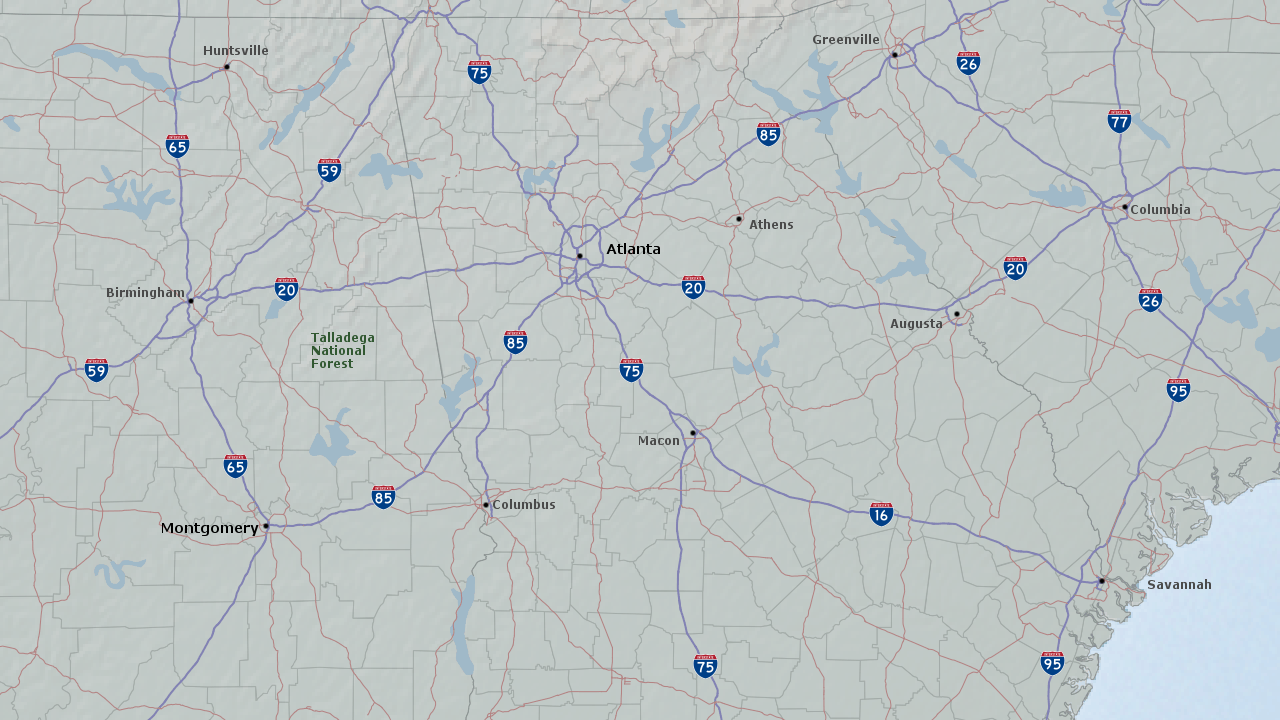 Greenville
Huntsville
26
75
77
85
65
59
Columbia
Athens
Atlanta
20
20
20
Birmingham
26
Augusta
Talladega
National
Forest
85
59
75
95
Macon
65
85
Columbus
16
Montgomery
Savannah
95
75